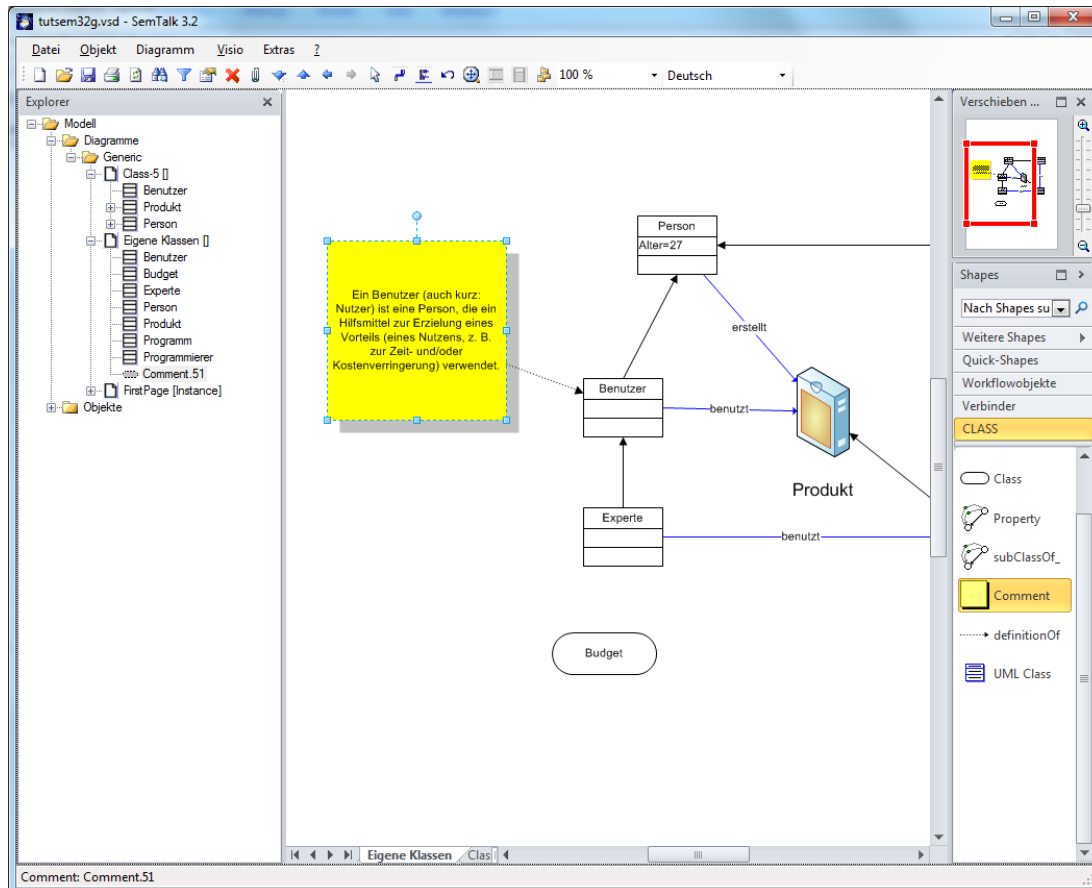 tutsem32g.vsd - SemTalk 3.2
Datei Objekt Diagramm Visio Extras ?
100 % Deutsch
Explorer
Modell
Diagramme
Generic
Class-5 []
Benutzer
Produkt
Person
Eigene Klassen []
Benutzer
Budget
Experte
Person
Produkt
Programm
Programmierer
Comment.51
FirstPage [Instance]
Objekte
Ein Benutzer (auch kurz:
Nutzer) ist eine Person, die ein
Hilfsmittel zur Erzielung eines
Vorteils (eines Nutzens, z. B.
zur Zeit- und/oder
Kostenverringerung) verwendet.
Person
Alter=27
erstellt
Benutzer
benutzt
Produkt
Experte
benutzt
Budget
Eigene Klassen Clas
Verschieben ...
Shapes
Nach Shapes su
Weitere Shapes
Quick-Shapes
Workflowobjekte
Verbinder
CLASS
Class
Property
subClassOf_
Comment
definitionOf
UML Class
Comment: Comment.51